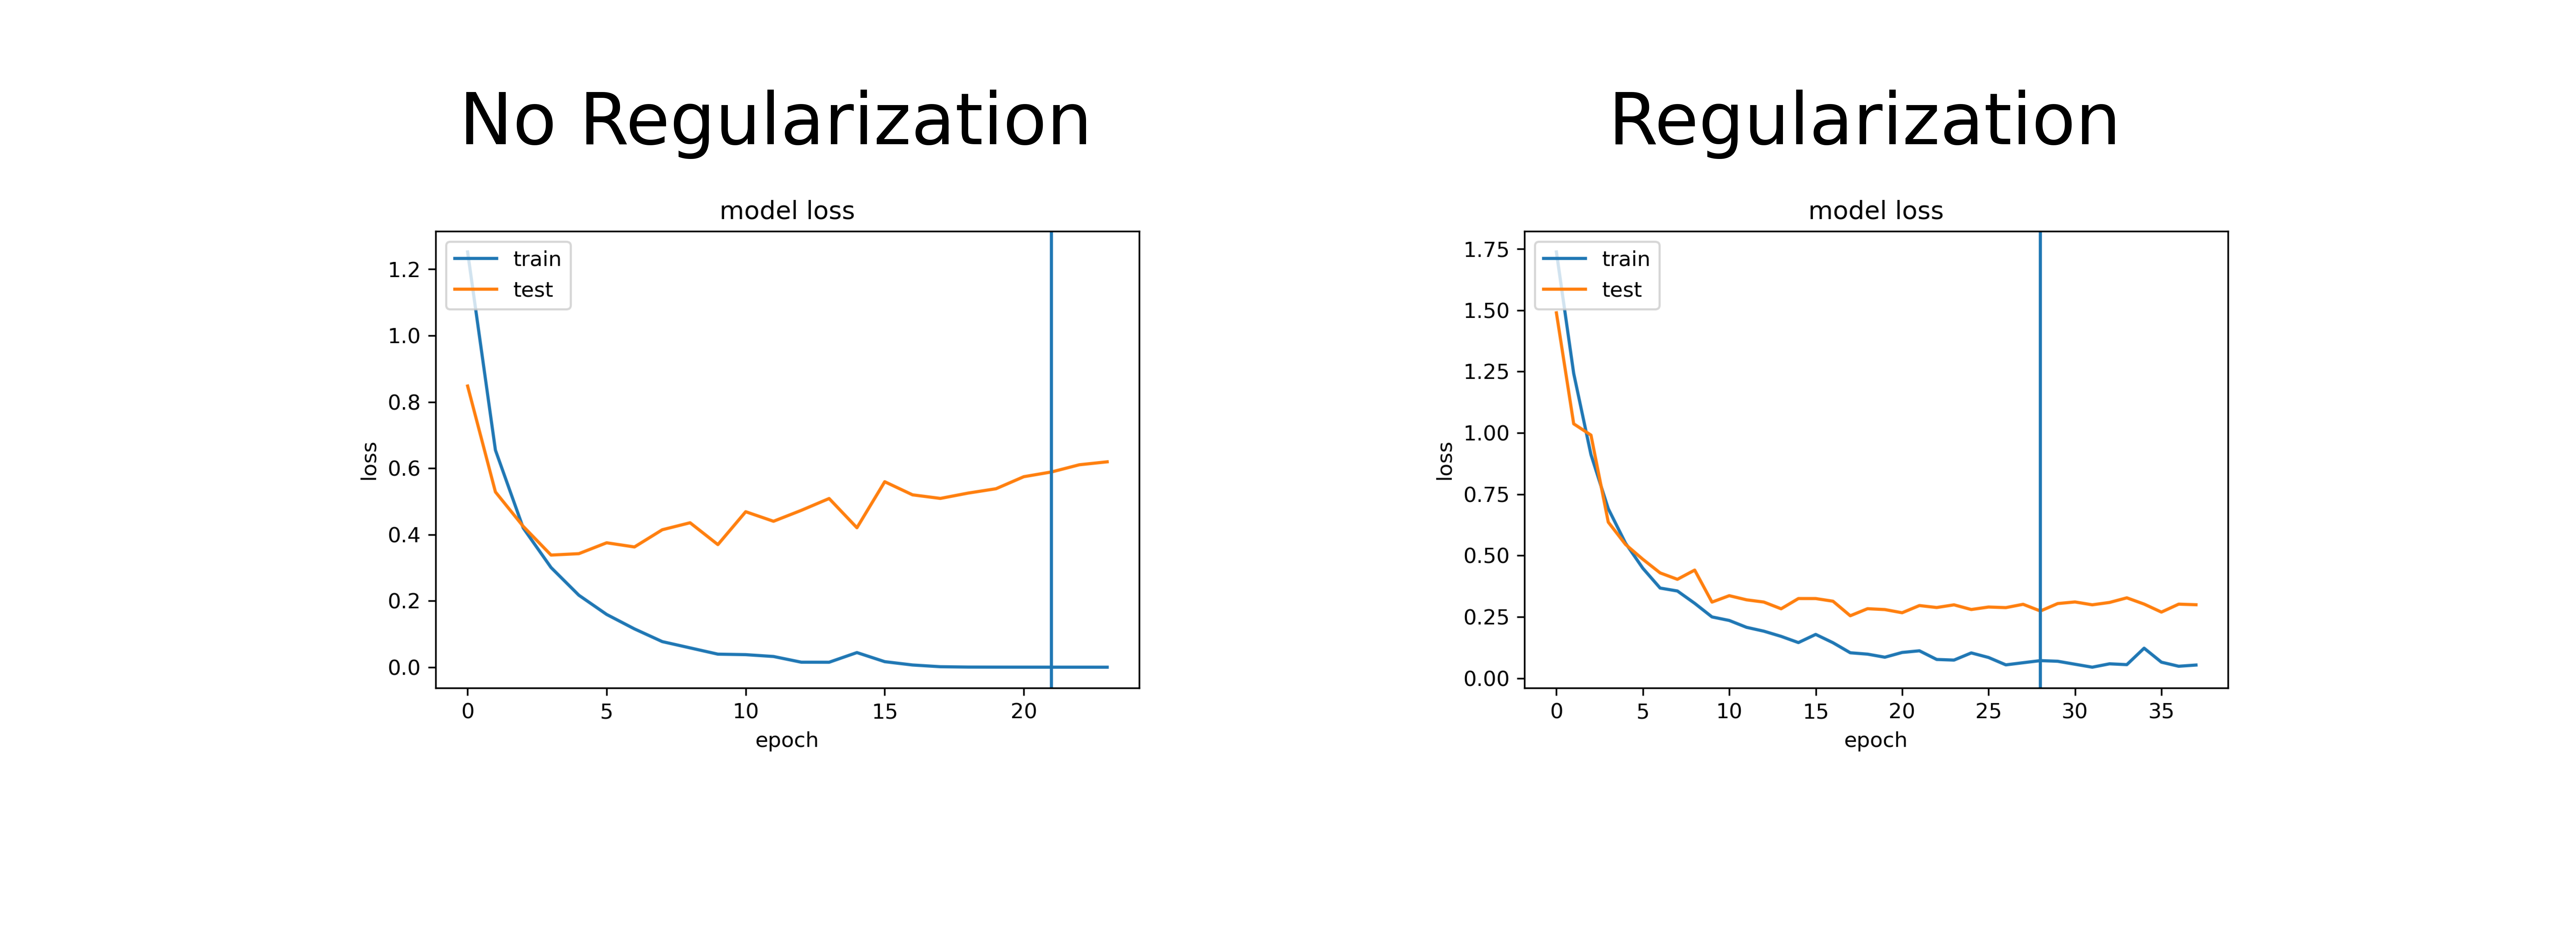 No Regularization
model loss
train
test
1.2
1.0
0.8
0.6
0.4
0.2
0.0
loss
0 5 10 15 20
epoch
Regularization
model loss
train
test
1.75
1.50
1.25
1.00
0.75
0.50
0.25
0.00
loss
0 5 10 15 20 25 30 35
epoch